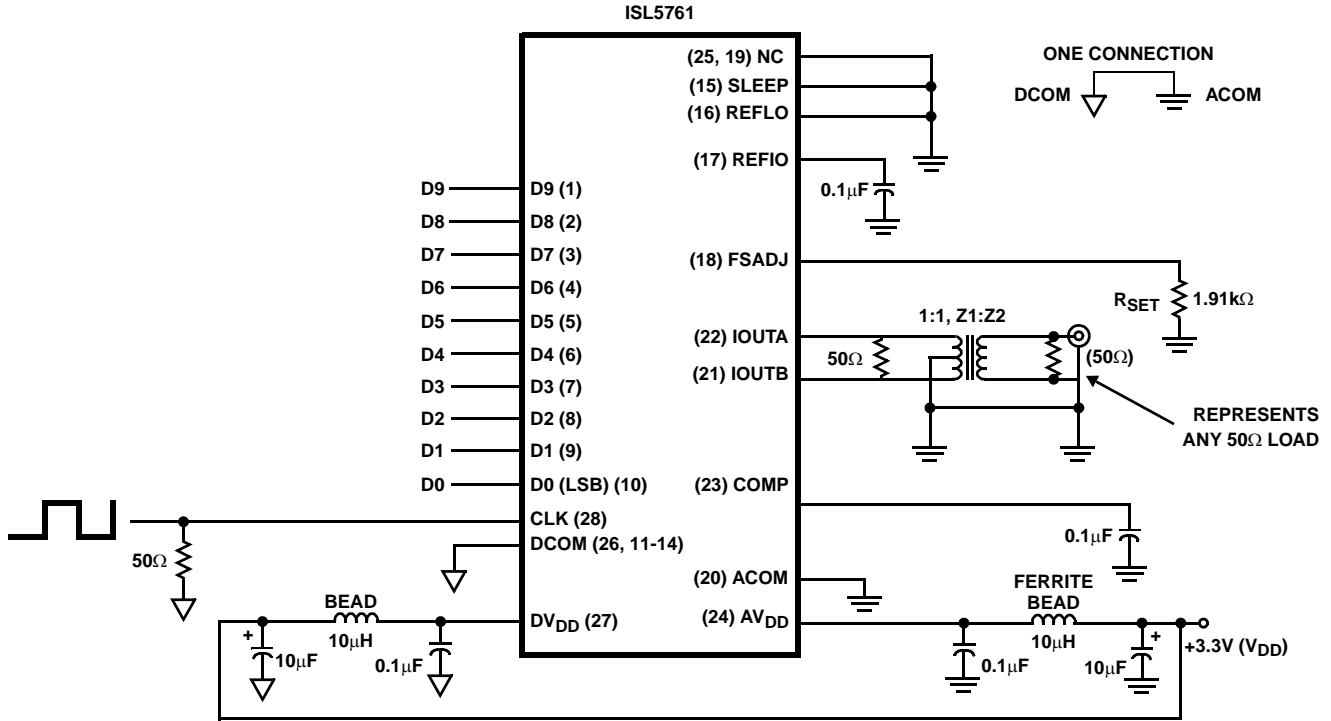 ISL5761
(25, 19) NC
(15) SLEEP
(16) REFLO
(17) REFIO
0.1μF
ONE CONNECTION
DCOM
ACOM
D9
D9 (1)
D8
D8 (2)
D7
D7 (3)
D6
D6 (4)
D5
D5 (5)
D4
D4 (6)
D3
D3 (7)
D2
D2 (8)
D1
D1 (9)
D0
D0 (LSB) (10)
CLK (28)
50Ω
DCOM (26, 11-14)
DVDD (27)
BEAD
10μH
+
10μF
0.1μF
(18) FSADJ
RSET
1.91kΩ
1:1, Z1:Z2
(22) IOUTA
50Ω
(50Ω)
(21) IOUTB
REPRESENTS
ANY 50Ω LOAD
(23) COMP
0.1μF
(20) ACOM
(24) AVDD
FERRITE
BEAD
10μH
0.1μF
10μF
+
+3.3V (VDD)